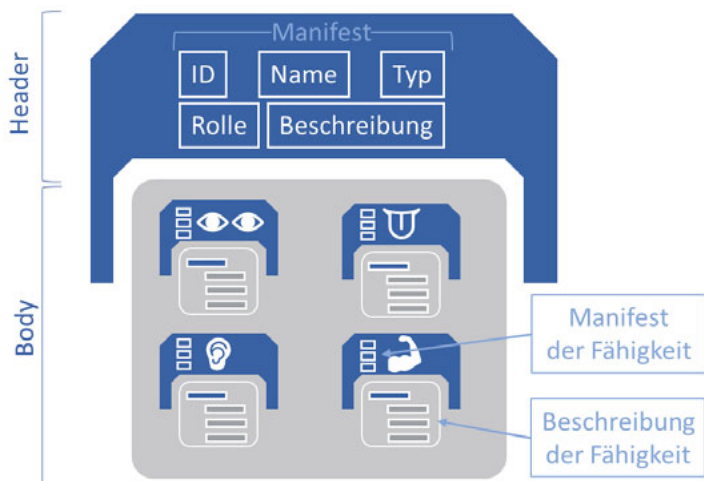 Manifest
ID
Name
Typ
Rolle
Beschreibung
Header
Body
Manifest
der Fähigkeit
Beschreibung
der Fähigkeit